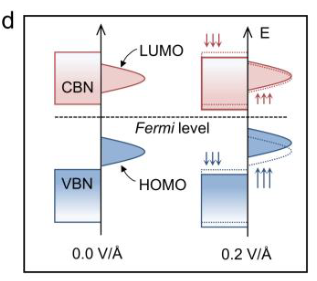 d
E
LUMO
CBN
Fermi level
VBN
HOMO
0.0 V/Å
0.2 V/Å